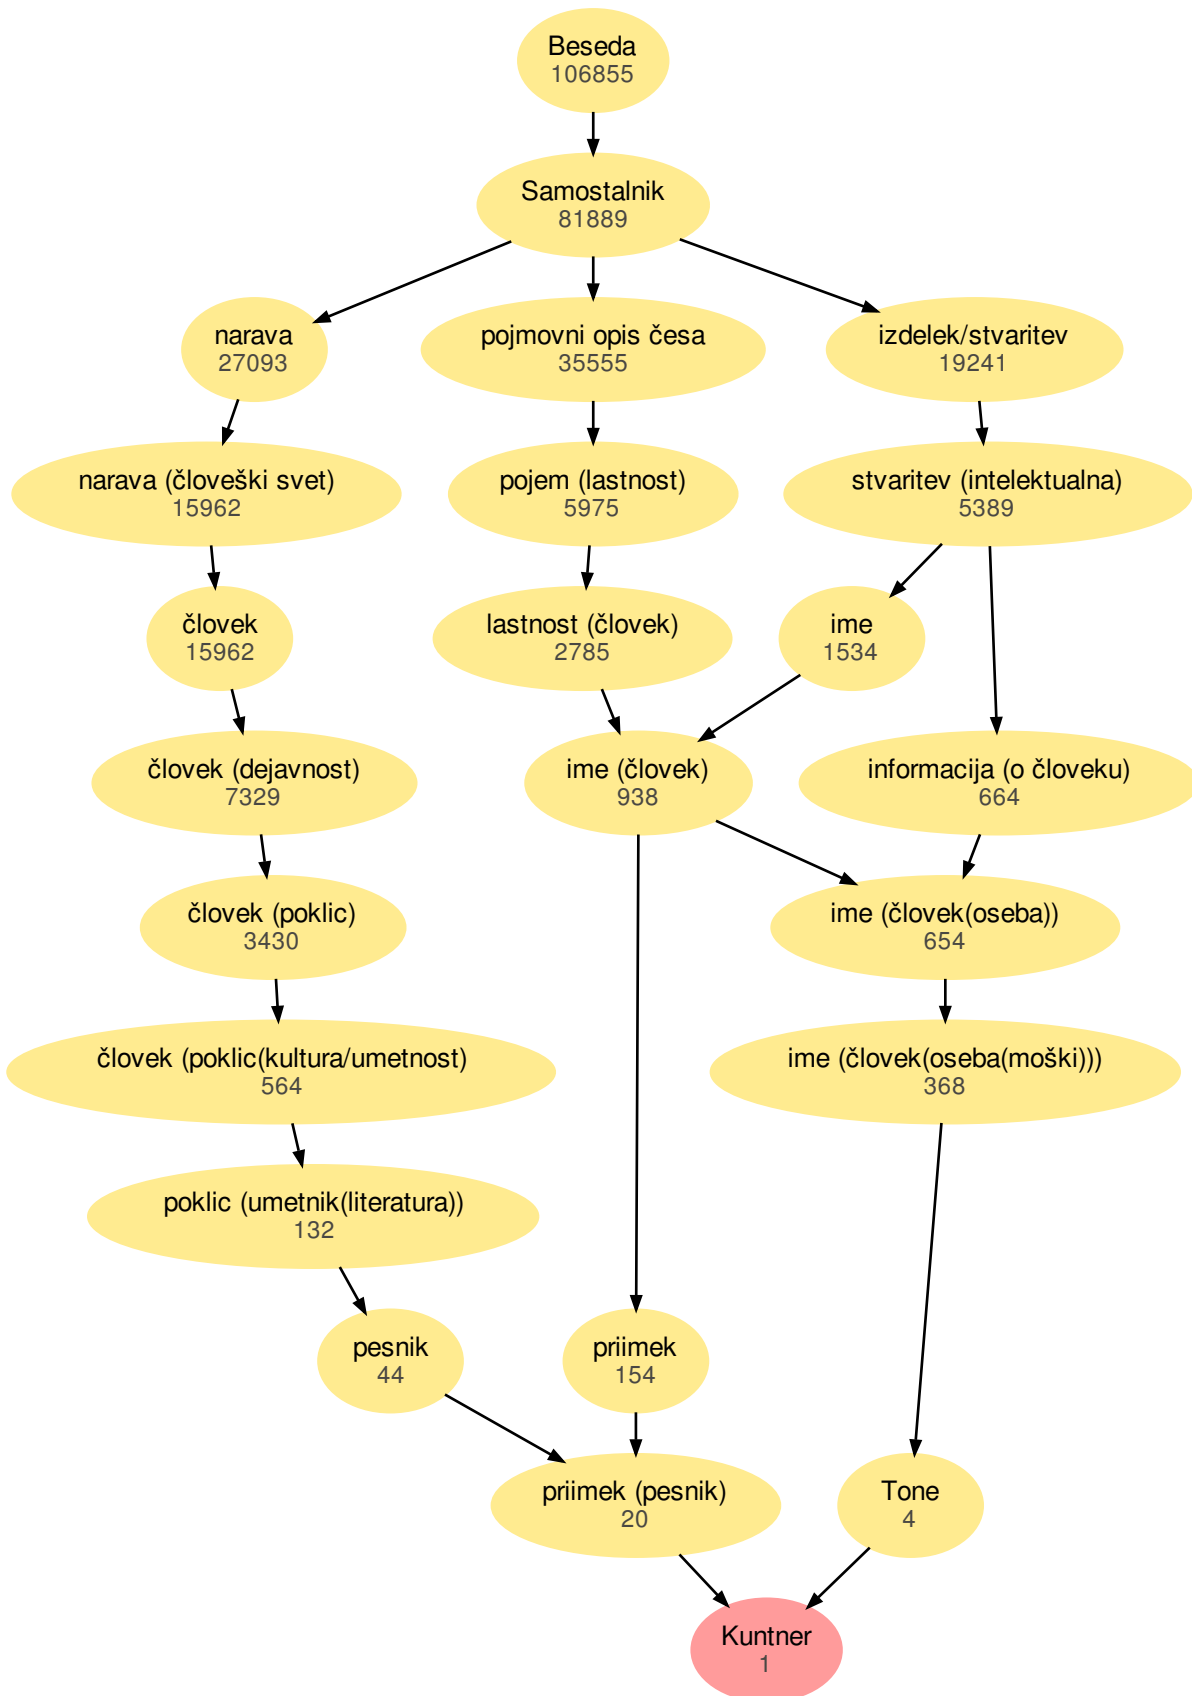 Beseda
106855
Samostalnik
81889
narava
27093
pojmovni opis česa
35555
izdelek/stvaritev
19241
narava (človeški svet)
15962
pojem (lastnost)
5975
stvaritev (intelektualna)
5389
človek
15962
lastnost (človek)
2785
ime
1534
človek (dejavnost)
7329
ime (človek)
938
informacija (o človeku)
664
človek (poklic)
3430
ime (človek(oseba))
654
človek (poklic(kultura/umetnost)
564
ime (človek(oseba(moški)))
368
poklic (umetnik(literatura))
132
pesnik
44
priimek
154
priimek (pesnik)
20
Tone
4
Kuntner
1